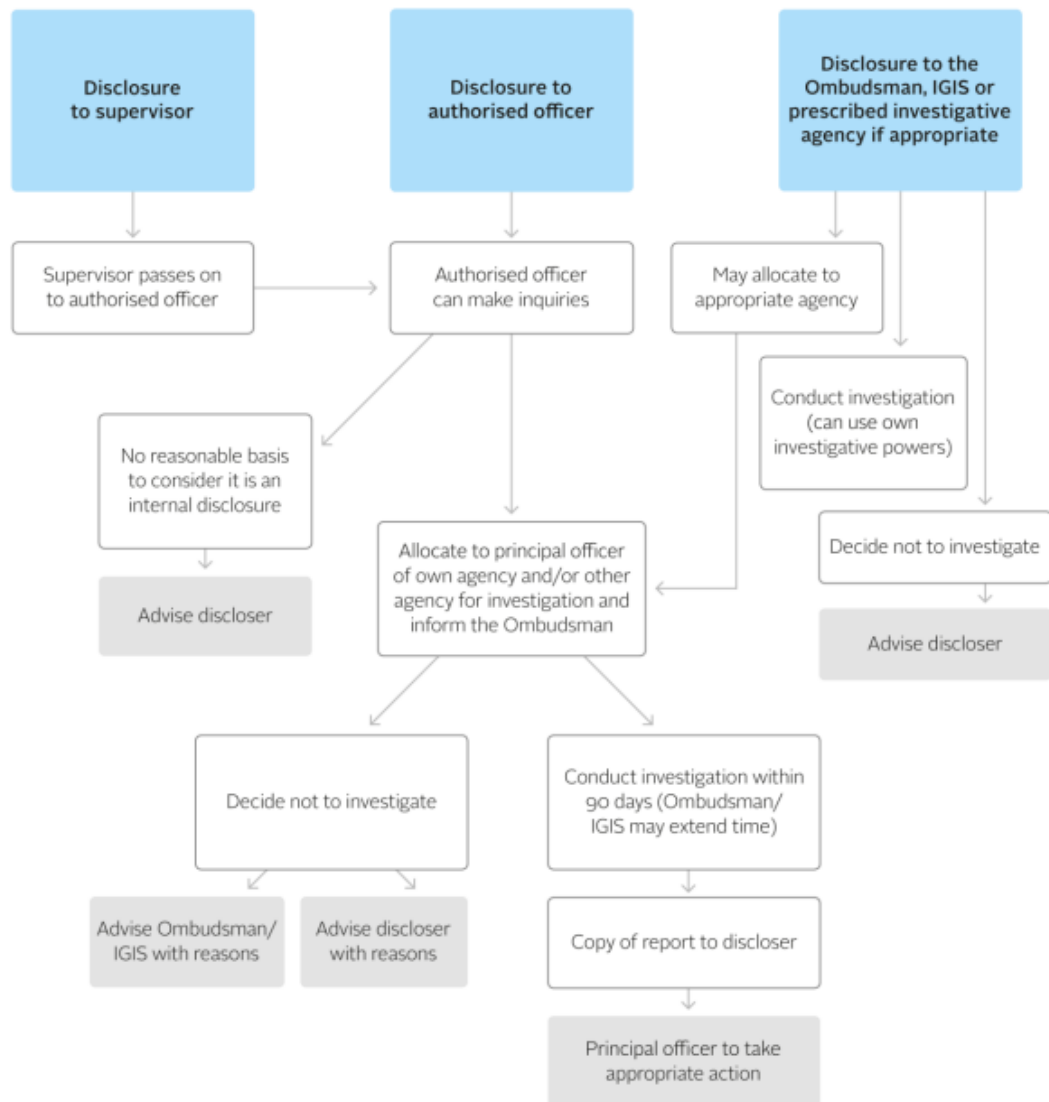 Disclosure
to supervisor
Disclosure to
authorised officer
Disclosure to the
Ombudsman, IGIS or
prescribed investigative
agency if appropriate
Supervisor passes on
to authorised officer
Authorised officer
can make inquiries
May allocate to
appropriate agency
Conduct investigation
(can use own
investigative powers)
No reasonable basis
to consider it is an
internal disclosure
Allocate to principal officer
of own agency and/or other
agency for investigation and
inform the Ombudsman
Decide not to investigate
Advise discloser
Advise discloser
Decide not to investigate
Conduct investigation within
90 days (Ombudsman/
IGIS may extend time)
Advise Ombudsman/
IGIS with reasons
Advise discloser
with reasons
Copy of report to discloser
Principal officer to take
appropriate action